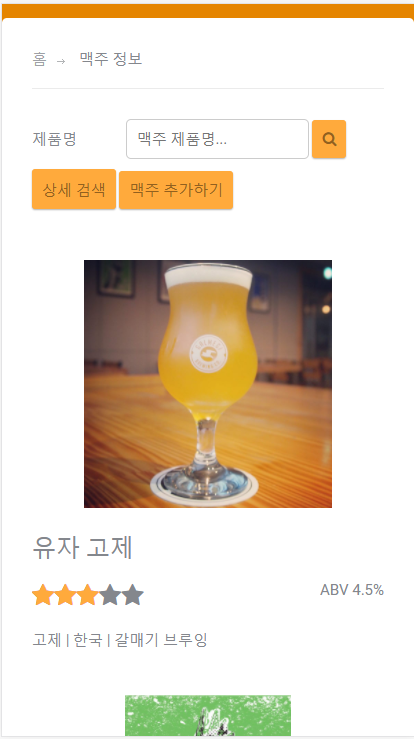 홈 → 맥주 정보
제품명 맥주 제품명...
상세 검색 맥주 추가하기
유자 고제
ABV 4.5%
고제 | 한국 | 갈매기 브루잉